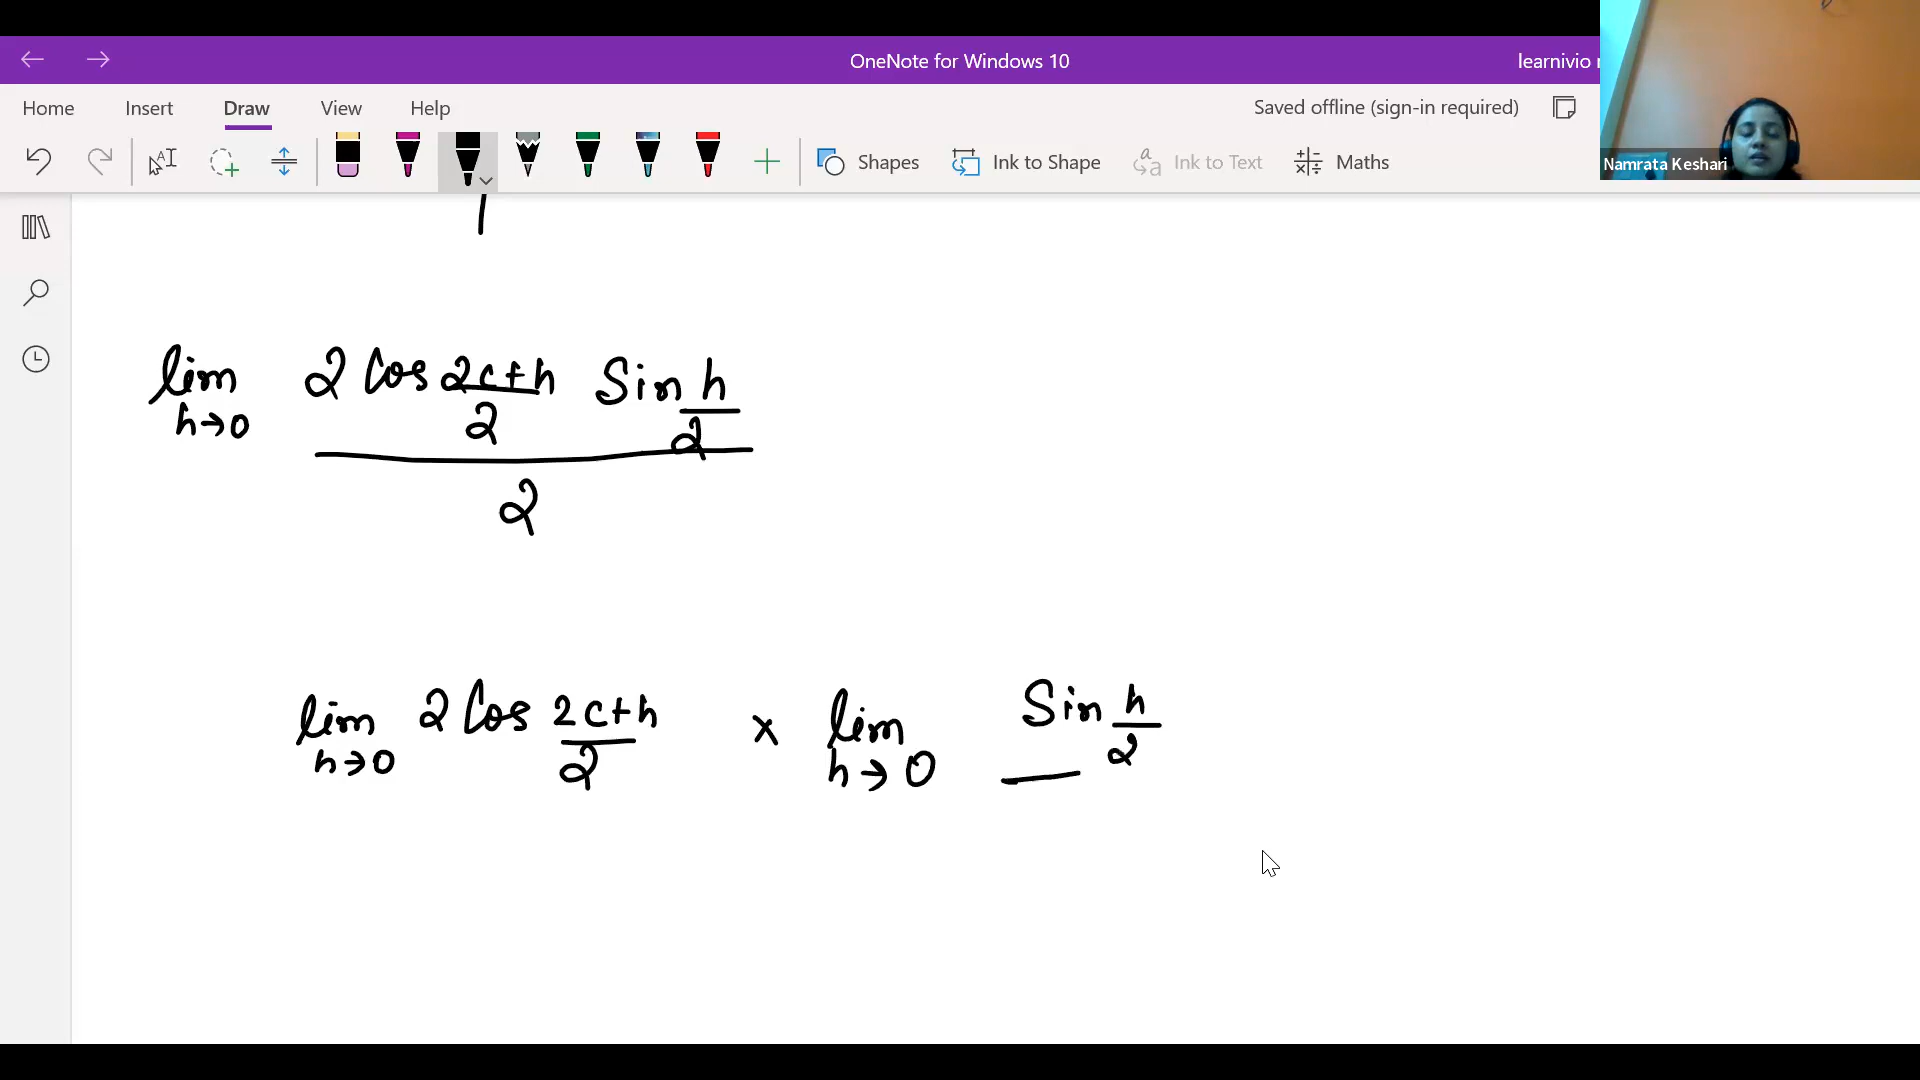 OneNote for Windows 10
learnivio
Home Insert Draw View Help
Saved offline (sign-in required)
Shapes Ink to Shape Ink to Text Maths
Namrata Keshari
lim h→0 2 Cos (2c+h)/2 Sin h/2
2
lim h→0 2 Cos (2c+h)/2 x lim h→0 Sin h/2